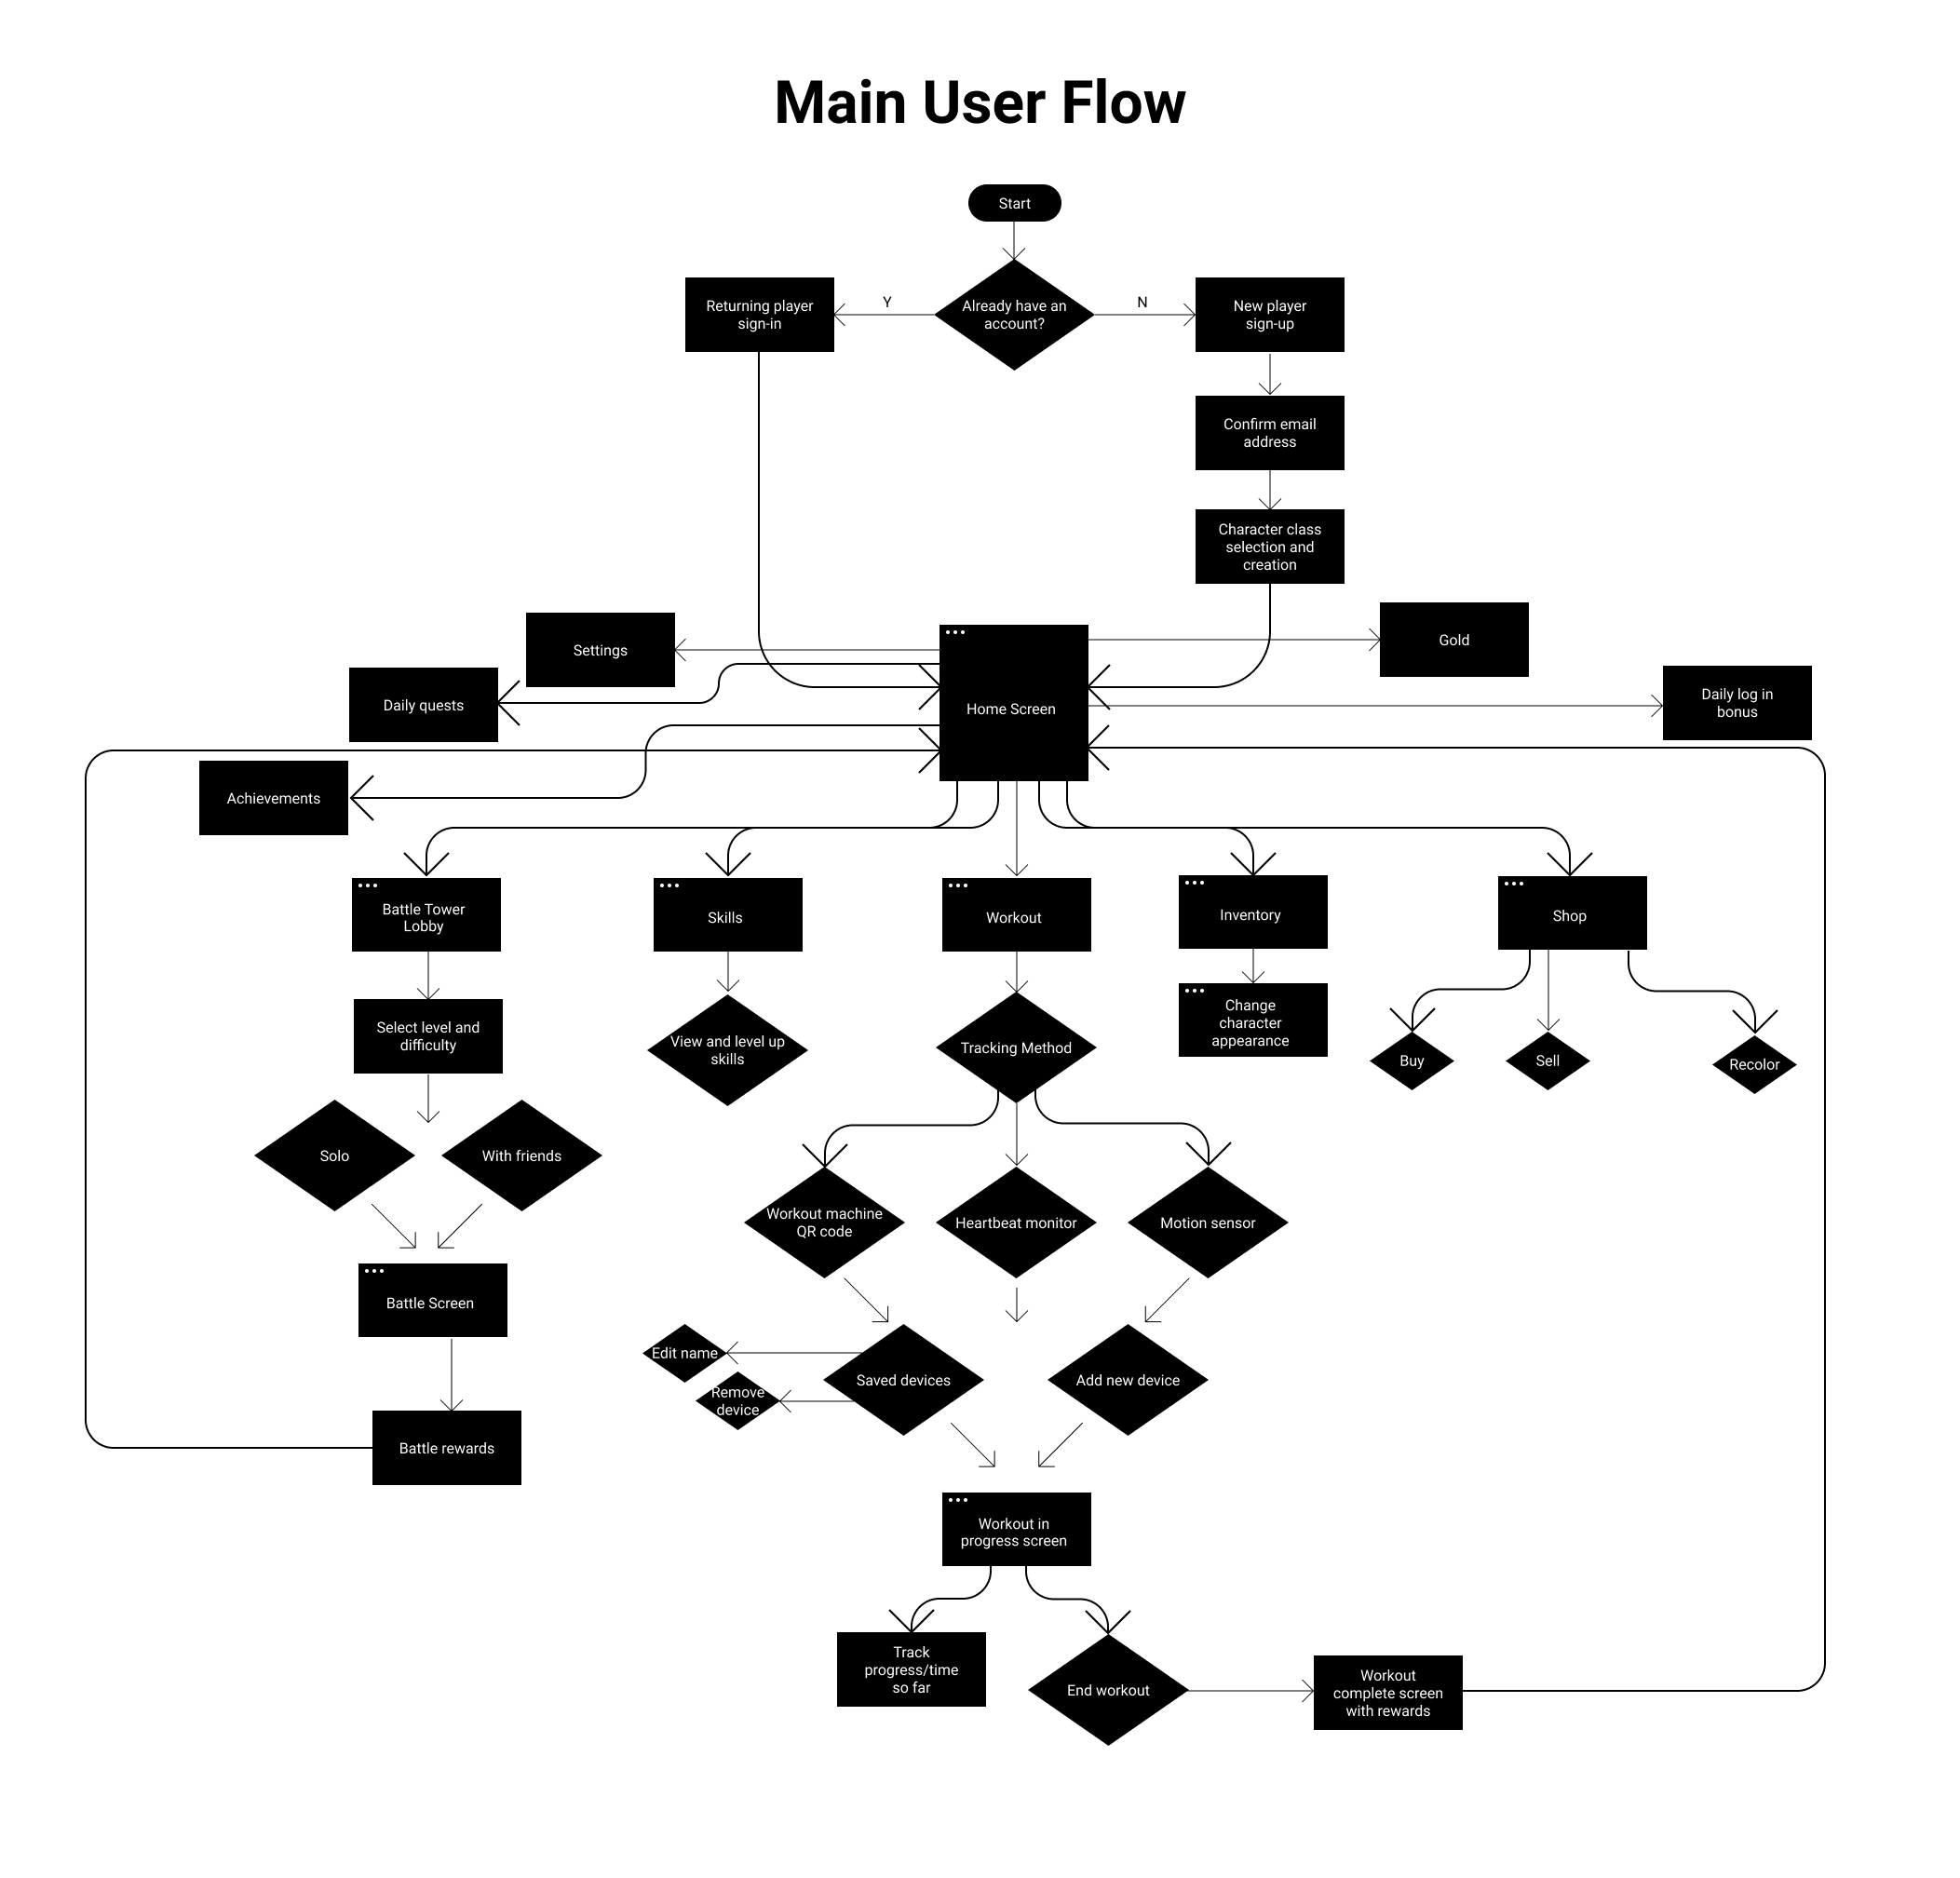 Main User Flow
Start
Returning player
sign-in
Y
Already have an
account?
N
New player
sign-up
Confirm email
address
Character class
selection and
creation
Settings
Gold
Daily quests
Home Screen
Daily log in
bonus
Achievements
Battle Tower
Lobby
Skills
Workout
Inventory
Shop
Select level and
difficulty
View and level up
skills
Tracking Method
Change
character
appearance
Buy
Sell
Recolor
Solo
With friends
Workout machine
QR code
Heartbeat monitor
Motion sensor
Battle Screen
Edit name
Remove
device
Saved devices
Add new device
Battle rewards
Workout in
progress screen
Track
progress/time
so far
End workout
Workout
complete screen
with rewards